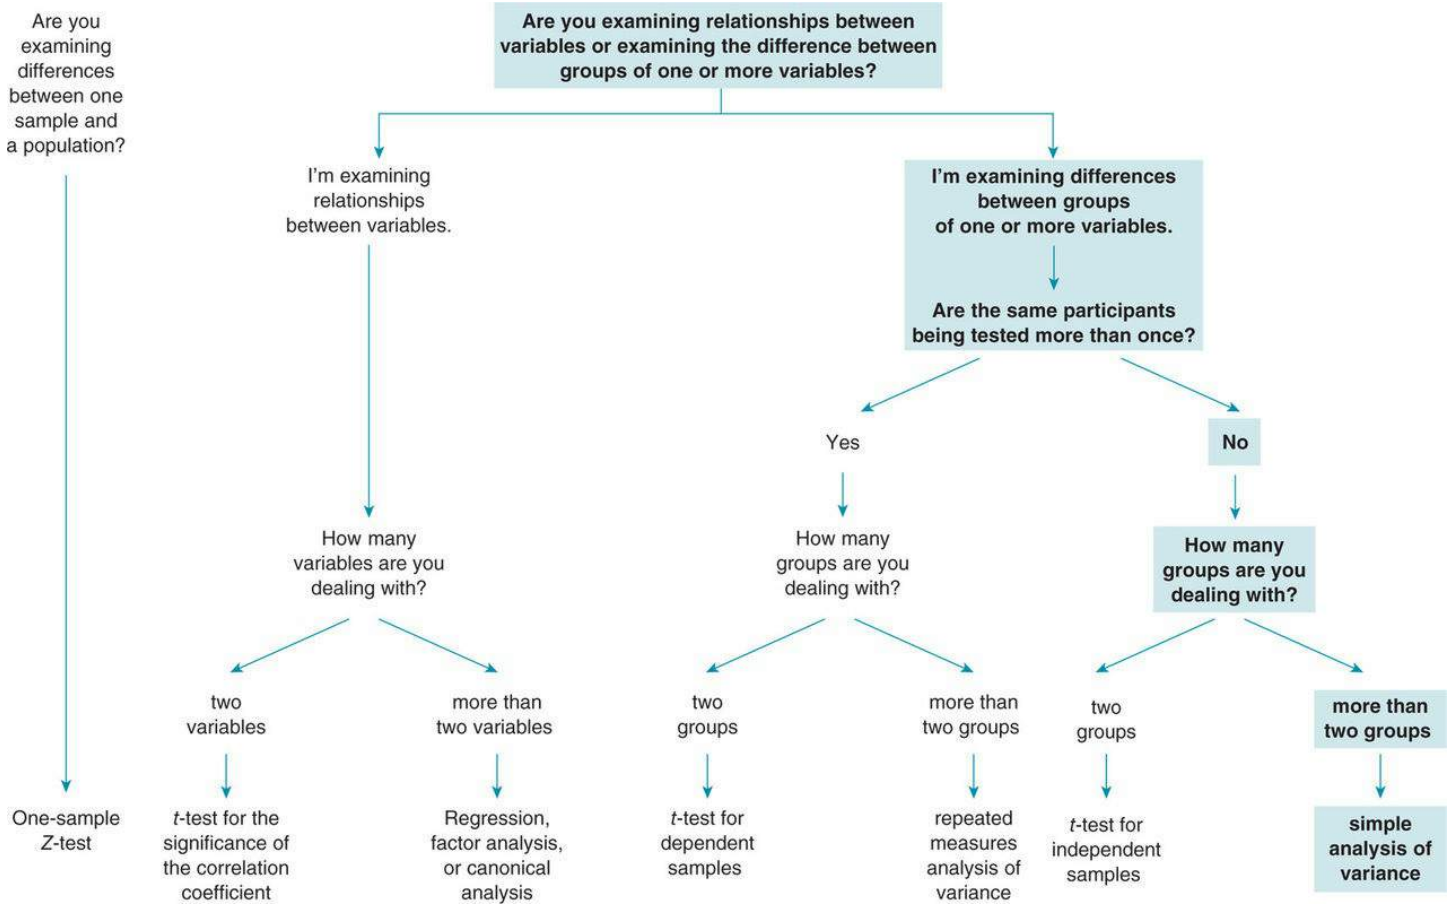 Are you
examining
differences
between one
sample and
a population?
One-sample
Z-test
Are you examining relationships between
variables or examining the difference between
groups of one or more variables?
I'm examining
relationships
between variables.
How many
variables are you
dealing with?
two
variables
t-test for the
significance of
the correlation
coefficient
more than
two variables
Regression,
factor analysis,
or canonical
analysis
I'm examining differences
between groups
of one or more variables.
Are the same participants
being tested more than once?
Yes
How many
groups are you
dealing with?
two
groups
t-test for
dependent
samples
more than
two groups
repeated
measures
analysis of
variance
No
How many
groups are you
dealing with?
two
groups
t-test for
independent
samples
more than
two groups
simple
analysis of
variance